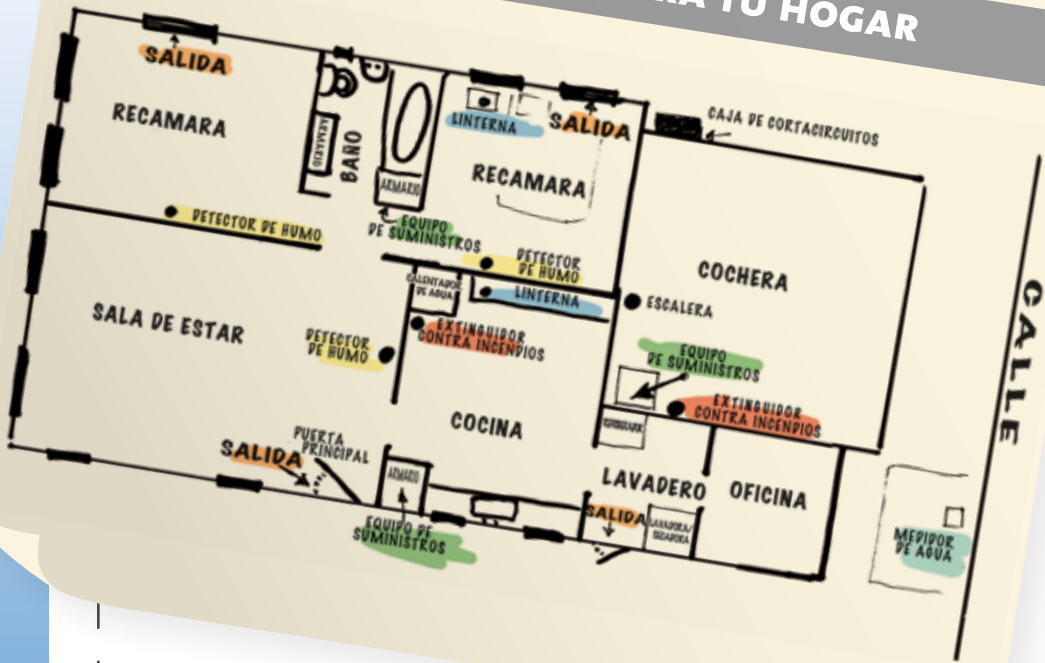 TU HOGAR
SALIDA
RECAMARA
ARMARIO
BAÑO
ARMARIO
LINTERNA
SALIDA
RECAMARA
CAJA DE CORTACIRCUITOS
DETECTOR DE HUMO
EQUIPO
DE SUMINISTROS
DETECTOR
DE HUMO
CALENTADOR
DE AGUA
LINTERNA
COCHERA
ESCALERA
CALLE
SALA DE ESTAR
DETECTOR
DE HUMO
EXTINGUIDOR
CONTRA INCENDIOS
EQUIPO
DE SUMINISTROS
EXTINGUIDOR
CONTRA INCENDIOS
COCINA
PUERTA
PRINCIPAL
SALIDA
ARMARIO
EQUIPO DE
SUMINISTROS
LAVADERO
OFICINA
SALIDA
LAVADORA/
SECADORA
MEDIDOR
DE AGUA